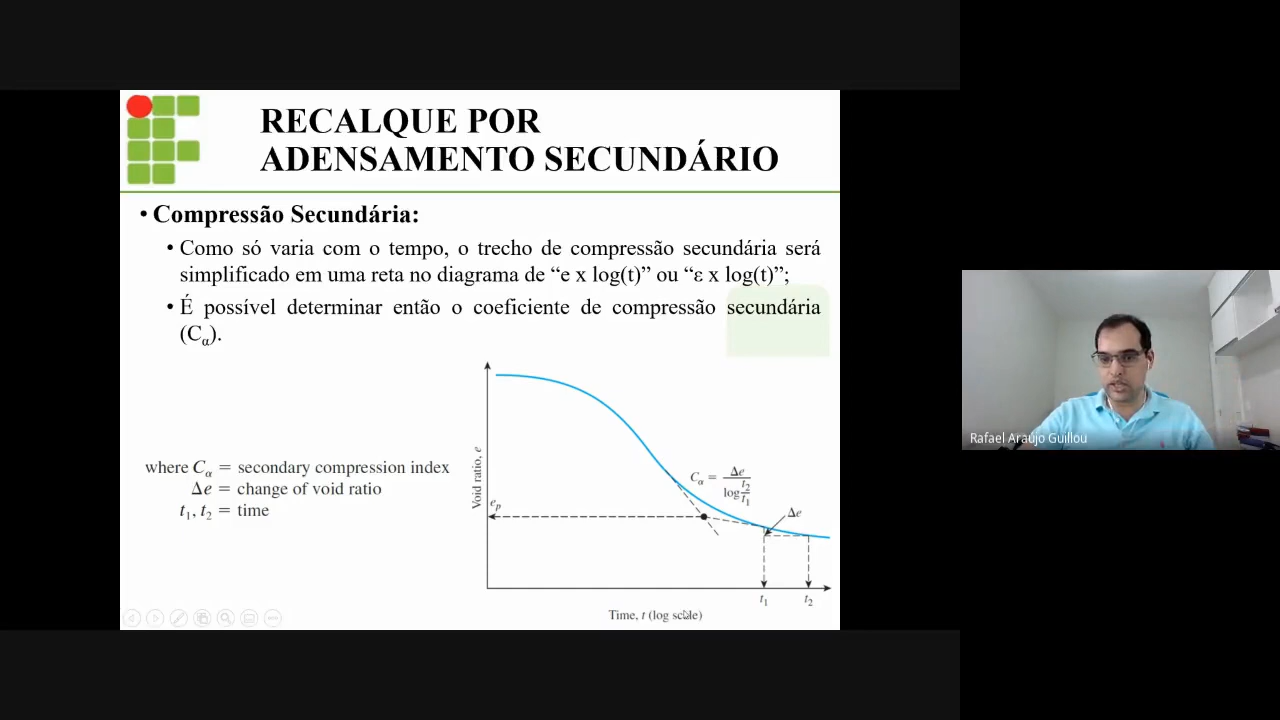 RECALQUE POR
ADENSAMENTO SECUNDÁRIO
• Compressão Secundária:
• Como só varia com o tempo, o trecho de compressão secundária será
simplificado em uma reta no diagrama de “e x log(t)” ou “ε x log(t)”;
• É possível determinar então o coeficiente de compressão secundária
(Cα).
where Cα = secondary compression index
Δe = change of void ratio
t1, t2 = time
Void ratio, e
ep
Cα = Δe / log t2/t1
Δe
t1
t2
Time, t (log scale)
Rafael Araújo Guillou